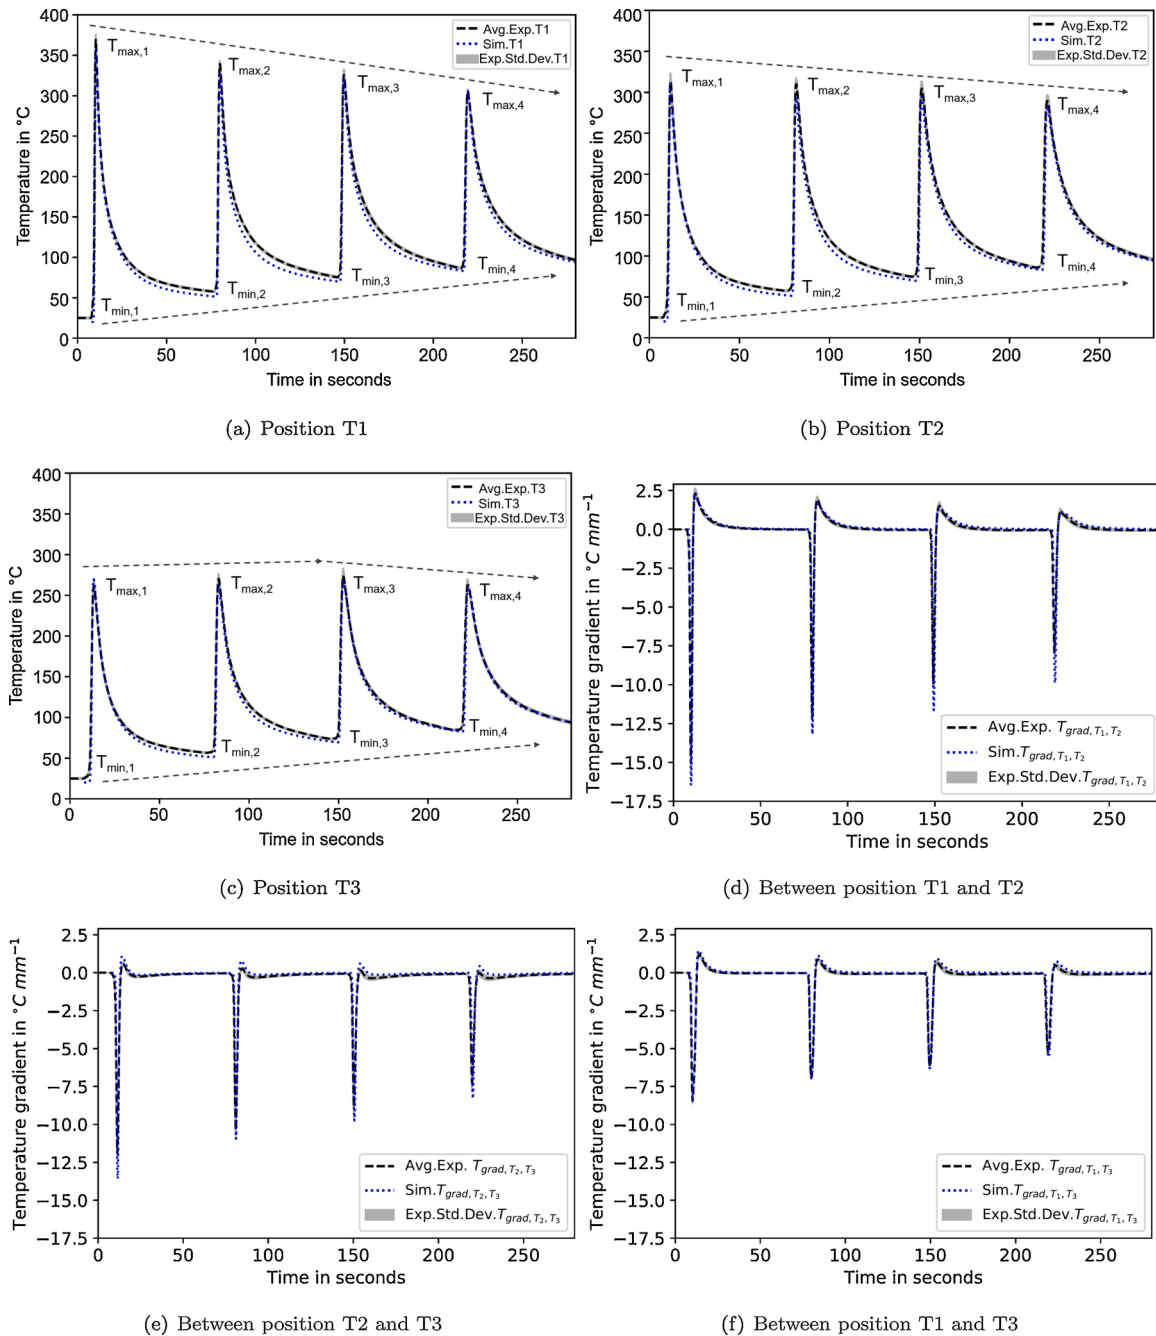 400
350
300
250
200
150
100
50
0
Temperature in °C
Avg.Exp.T1
Sim.T1
Exp.Std.Dev.T1
Tmax,1
Tmax,2
Tmax,3
Tmax,4
Tmin,1
Tmin,2
Tmin,3
Tmin,4
0 50 100 150 200 250
Time in seconds
(a) Position T1
400
350
300
250
200
150
100
50
0
Temperature in °C
Avg.Exp.T2
Sim.T2
Exp.Std.Dev.T2
Tmax,1
Tmax,2
Tmax,3
Tmax,4
Tmin,1
Tmin,2
Tmin,3
Tmin,4
0 50 100 150 200 250
Time in seconds
(b) Position T2
400
350
300
250
200
150
100
50
0
Temperature in °C
Avg.Exp.T3
Sim.T3
Exp.Std.Dev.T3
Tmax,1
Tmax,2
Tmax,3
Tmax,4
Tmin,1
Tmin,2
Tmin,3
Tmin,4
0 50 100 150 200 250
Time in seconds
(c) Position T3
2.5
0.0
−2.5
−5.0
−7.5
−10.0
−12.5
−15.0
−17.5
Temperature gradient in °C mm−1
Avg.Exp. Tgrad,T1,T2
Sim.Tgrad,T1,T2
Exp.Std.Dev.Tgrad,T1,T2
0 50 100 150 200 250
Time in seconds
(d) Between position T1 and T2
2.5
0.0
−2.5
−5.0
−7.5
−10.0
−12.5
−15.0
−17.5
Temperature gradient in °C mm−1
Avg.Exp. Tgrad,T2,T3
Sim.Tgrad,T2,T3
Exp.Std.Dev.Tgrad,T2,T3
0 50 100 150 200 250
Time in seconds
(e) Between position T2 and T3
2.5
0.0
−2.5
−5.0
−7.5
−10.0
−12.5
−15.0
−17.5
Temperature gradient in °C mm−1
Avg.Exp. Tgrad,T1,T3
Sim.Tgrad,T1,T3
Exp.Std.Dev.Tgrad,T1,T3
0 50 100 150 200 250
Time in seconds
(f) Between position T1 and T3